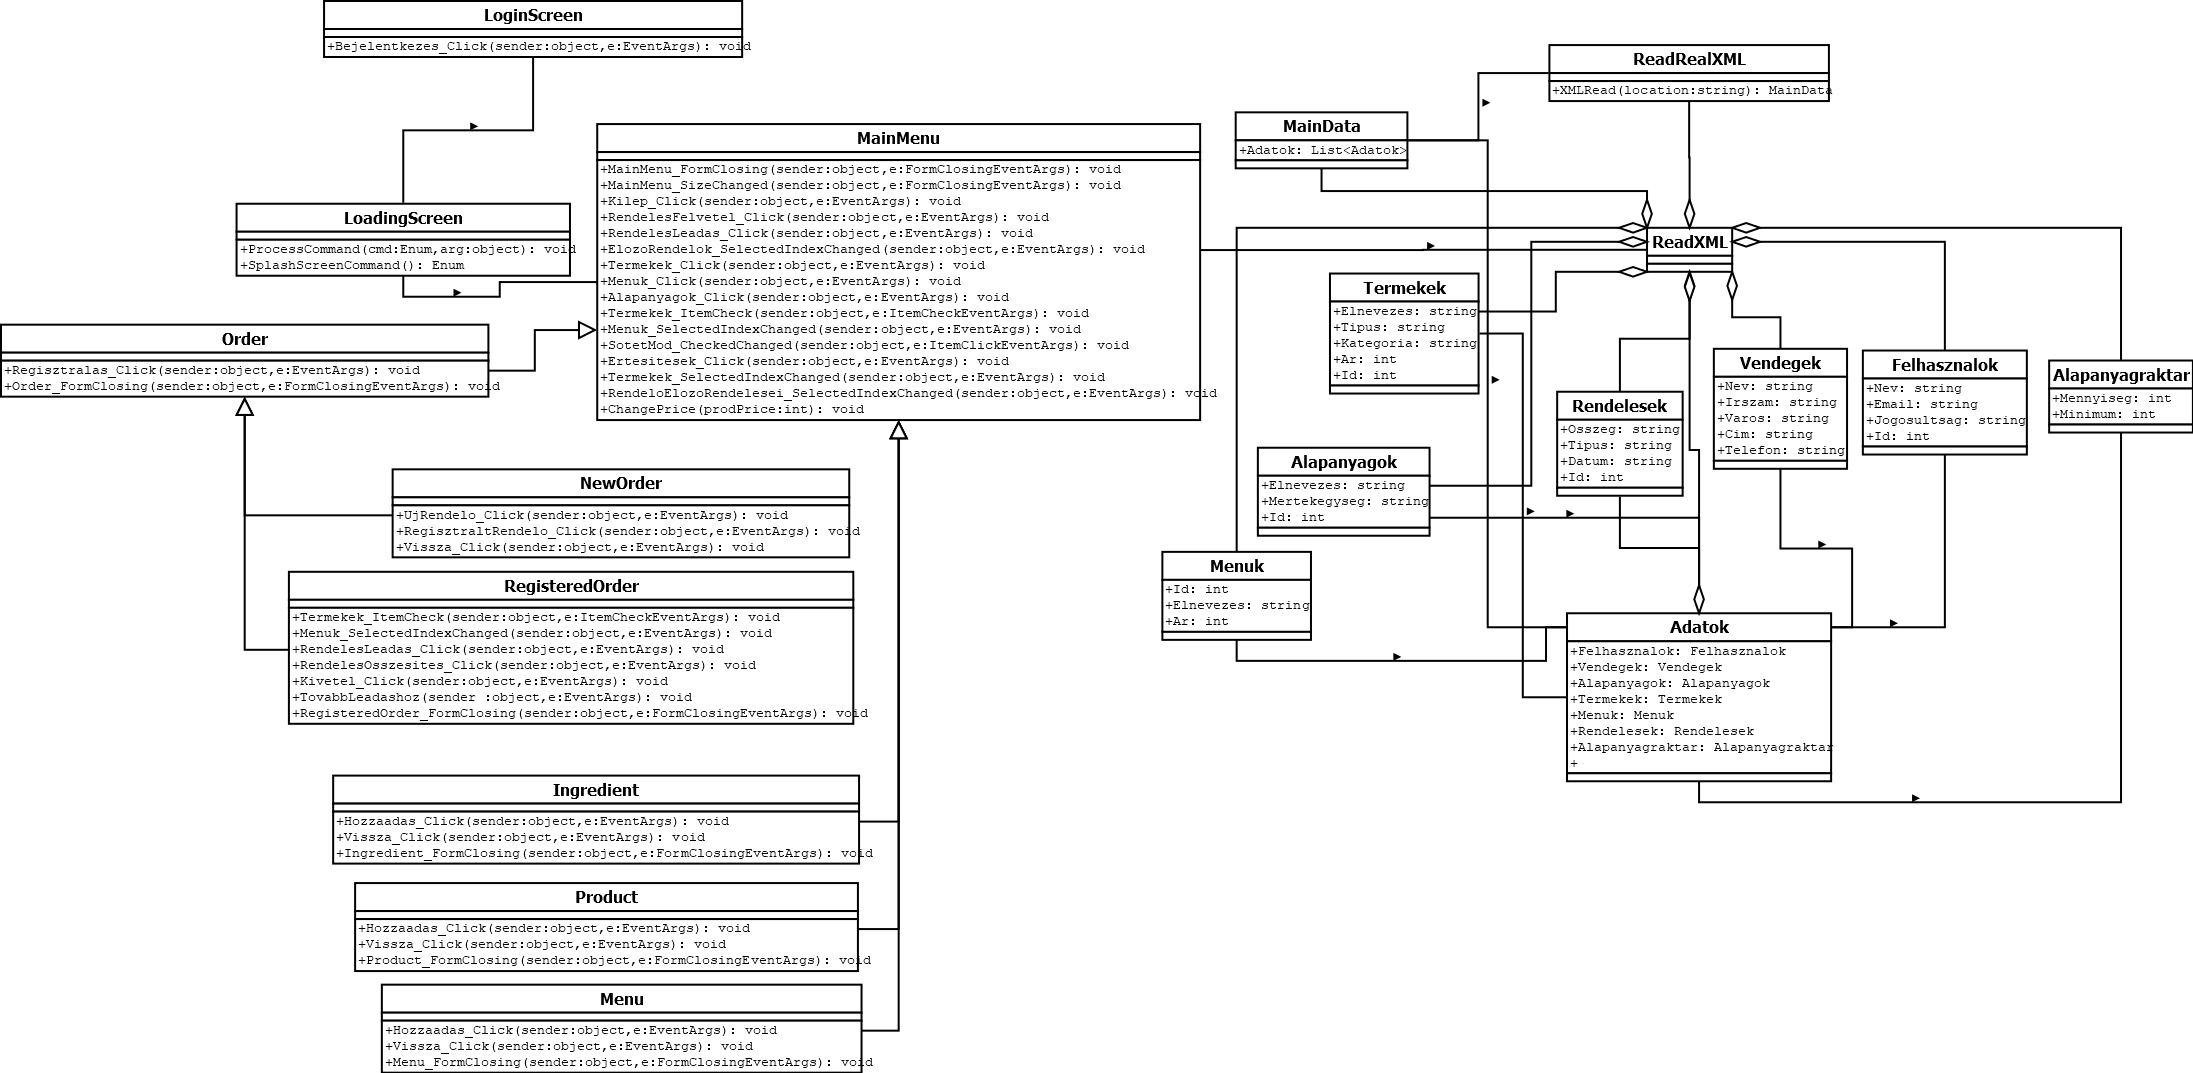 LoginScreen
+Bejelentkezes_Click(sender:object,e:EventArgs): void
LoadingScreen
+ProcessCommand(cmd:Enum,arg:object): void
+SplashScreenCommand(): Enum
MainMenu
+MainMenu_FormClosing(sender:object,e:FormClosingEventArgs): void
+MainMenu_SizeChanged(sender:object,e:FormClosingEventArgs): void
+Kilep_Click(sender:object,e:EventArgs): void
+RendelesFelvetel_Click(sender:object,e:EventArgs): void
+RendelesLeadas_Click(sender:object,e:EventArgs): void
+ElozoRendelok_SelectedIndexChanged(sender:object,e:EventArgs): void
+Termekek_Click(sender:object,e:EventArgs): void
+Menuk_Click(sender:object,e:EventArgs): void
+Alapanyagok_Click(sender:object,e:EventArgs): void
+Termekek_ItemCheck(sender:object,e:ItemCheckEventArgs): void
+Menuk_SelectedIndexChanged(sender:object,e:EventArgs): void
+SotetMod_CheckedChanged(sender:object,e:ItemClickEventArgs): void
+Ertesitesek_Click(sender:object,e:EventArgs): void
+Termekek_SelectedIndexChanged(sender:object,e:EventArgs): void
+RendeloElozoRendelesei_SelectedIndexChanged(sender:object,e:EventArgs): void
+ChangePrice(prodPrice:int): void
Order
+Regisztralas_Click(sender:object,e:EventArgs): void
+Order_FormClosing(sender:object,e:FormClosingEventArgs): void
NewOrder
+UjRendelo_Click(sender:object,e:EventArgs): void
+RegisztraltRendelo_Click(sender:object,e:EventArgs): void
+Vissza_Click(sender:object,e:EventArgs): void
RegisteredOrder
+Termekek_ItemCheck(sender:object,e:ItemCheckEventArgs): void
+Menuk_SelectedIndexChanged(sender:object,e:EventArgs): void
+RendelesLeadas_Click(sender:object,e:EventArgs): void
+RendelesOsszesites_Click(sender:object,e:EventArgs): void
+Kivetel_Click(sender:object,e:EventArgs): void
+TovabbLeadashoz(sender :object,e:EventArgs): void
+RegisteredOrder_FormClosing(sender:object,e:FormClosingEventArgs): void
Ingredient
+Hozzaadas_Click(sender:object,e:EventArgs): void
+Vissza_Click(sender:object,e:EventArgs): void
+Ingredient_FormClosing(sender:object,e:FormClosingEventArgs): void
Product
+Hozzaadas_Click(sender:object,e:EventArgs): void
+Vissza_Click(sender:object,e:EventArgs): void
+Product_FormClosing(sender:object,e:FormClosingEventArgs): void
Menu
+Hozzaadas_Click(sender:object,e:EventArgs): void
+Vissza_Click(sender:object,e:EventArgs): void
+Menu_FormClosing(sender:object,e:FormClosingEventArgs): void
ReadRealXML
+XMLRead(location:string): MainData
MainData
+Adatok: List<Adatok>
ReadXML
Termekek
+Elnevezes: string
+Tipus: string
+Kategoria: string
+Ar: int
+Id: int
Rendelesek
+Osszeg: string
+Tipus: string
+Datum: string
+Id: int
Vendegek
+Nev: string
+Irszam: string
+Varos: string
+Cim: string
+Telefon: string
Felhasznalok
+Nev: string
+Email: string
+Jogosultsag: string
+Id: int
Alapanyagraktar
+Mennyiseg: int
+Minimum: int
Alapanyagok
+Elnevezes: string
+Mertekegyseg: string
+Id: int
Menuk
+Id: int
+Elnevezes: string
+Ar: int
Adatok
+Felhasznalok: Felhasznalok
+Vendegek: Vendegek
+Alapanyagok: Alapanyagok
+Termekek: Termekek
+Menuk: Menuk
+Rendelesek: Rendelesek
+Alapanyagraktar: Alapanyagraktar
+